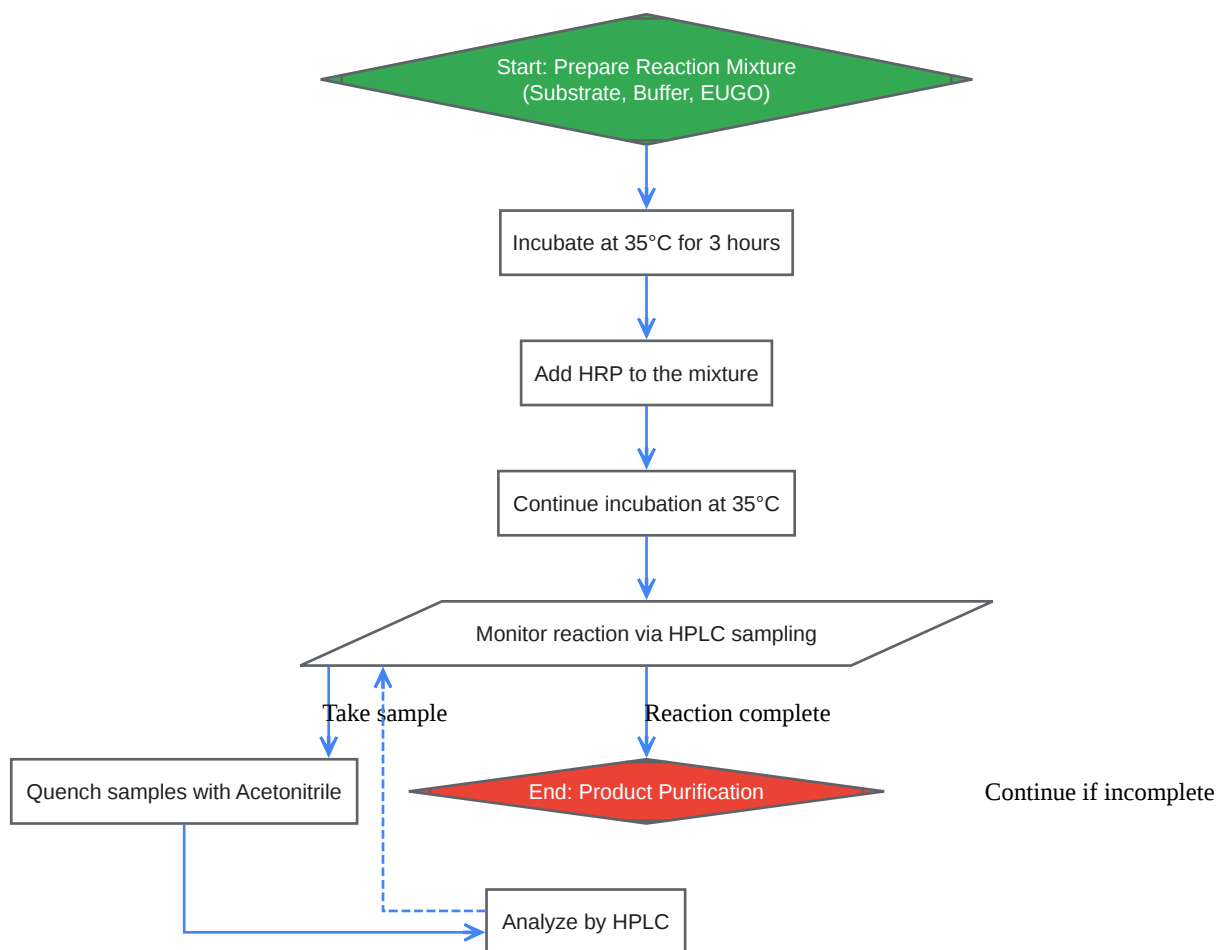 Start: Prepare Reaction Mixture
(Substrate, Buffer, EUGO)
Incubate at 35°C for 3 hours
Add HRP to the mixture
Continue incubation at 35°C
Monitor reaction via HPLC sampling
Take sample
Reaction complete
Quench samples with Acetonitrile
End: Product Purification
Continue if incomplete
Analyze by HPLC